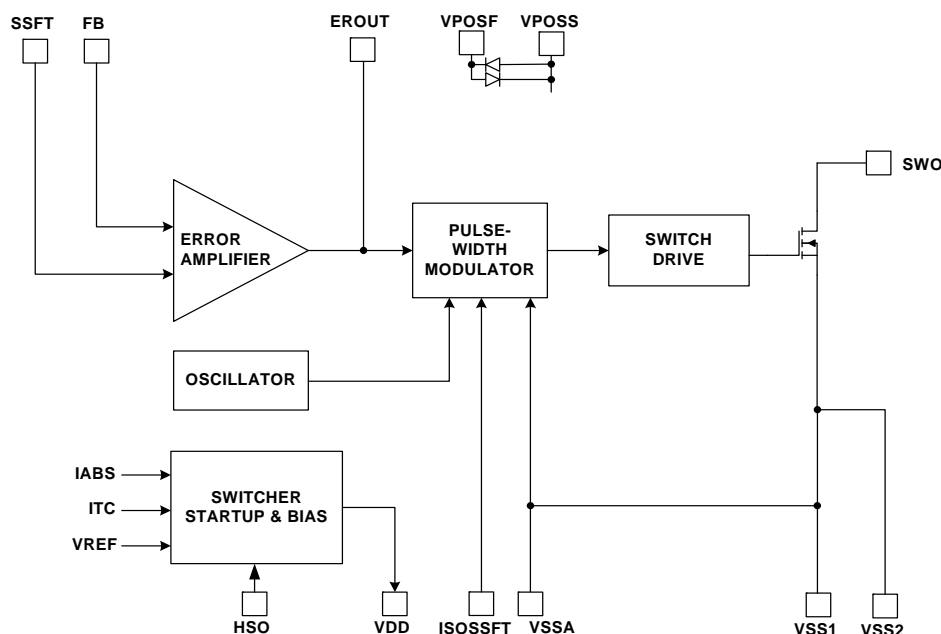 SSFT FB EROUT VPOSF VPOSS
SWO
ERROR
AMPLIFIER
PULSE-
WIDTH
MODULATOR
SWITCH
DRIVE
OSCILLATOR
IABS
ITC
VREF
SWITCHER
STARTUP & BIAS
HSO VDD ISOSSFT VSSA VSS1 VSS2